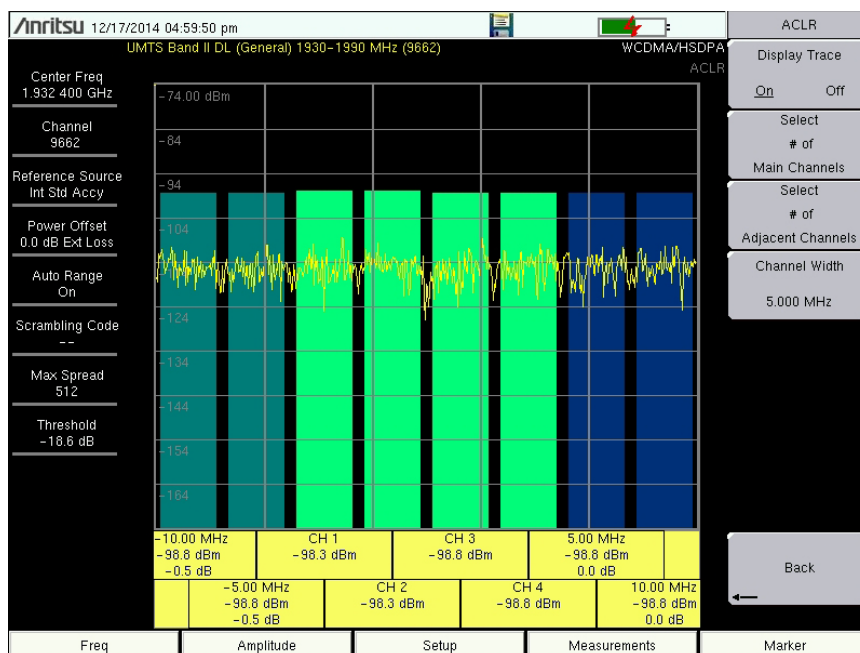 Anritsu 12/17/2014 04:59:50 pm
UMTS Band II DL (General) 1930-1990 MHz (9662)
WCDMA/HSDPA
ACLR
Center Freq
1.932 400 GHz
Channel
9662
Reference Source
Int Std Accy
Power Offset
0.0 dB Ext Loss
Auto Range
On
Scrambling Code
--
Max Spread
512
Threshold
-18.6 dB
-74.00 dBm
-84
-94
-104
-124
-134
-144
-154
-164
-10.00 MHz
-98.8 dBm
-0.5 dB
CH 1
-98.3 dBm
CH 3
-98.8 dBm
5.00 MHz
-98.8 dBm
0.0 dB
-5.00 MHz
-98.8 dBm
-0.5 dB
CH 2
-98.3 dBm
CH 4
-98.8 dBm
10.00 MHz
-98.8 dBm
0.0 dB
ACLR
Display Trace
On Off
Select
# of
Main Channels
Select
# of
Adjacent Channels
Channel Width
5.000 MHz
Back
Freq
Amplitude
Setup
Measurements
Marker